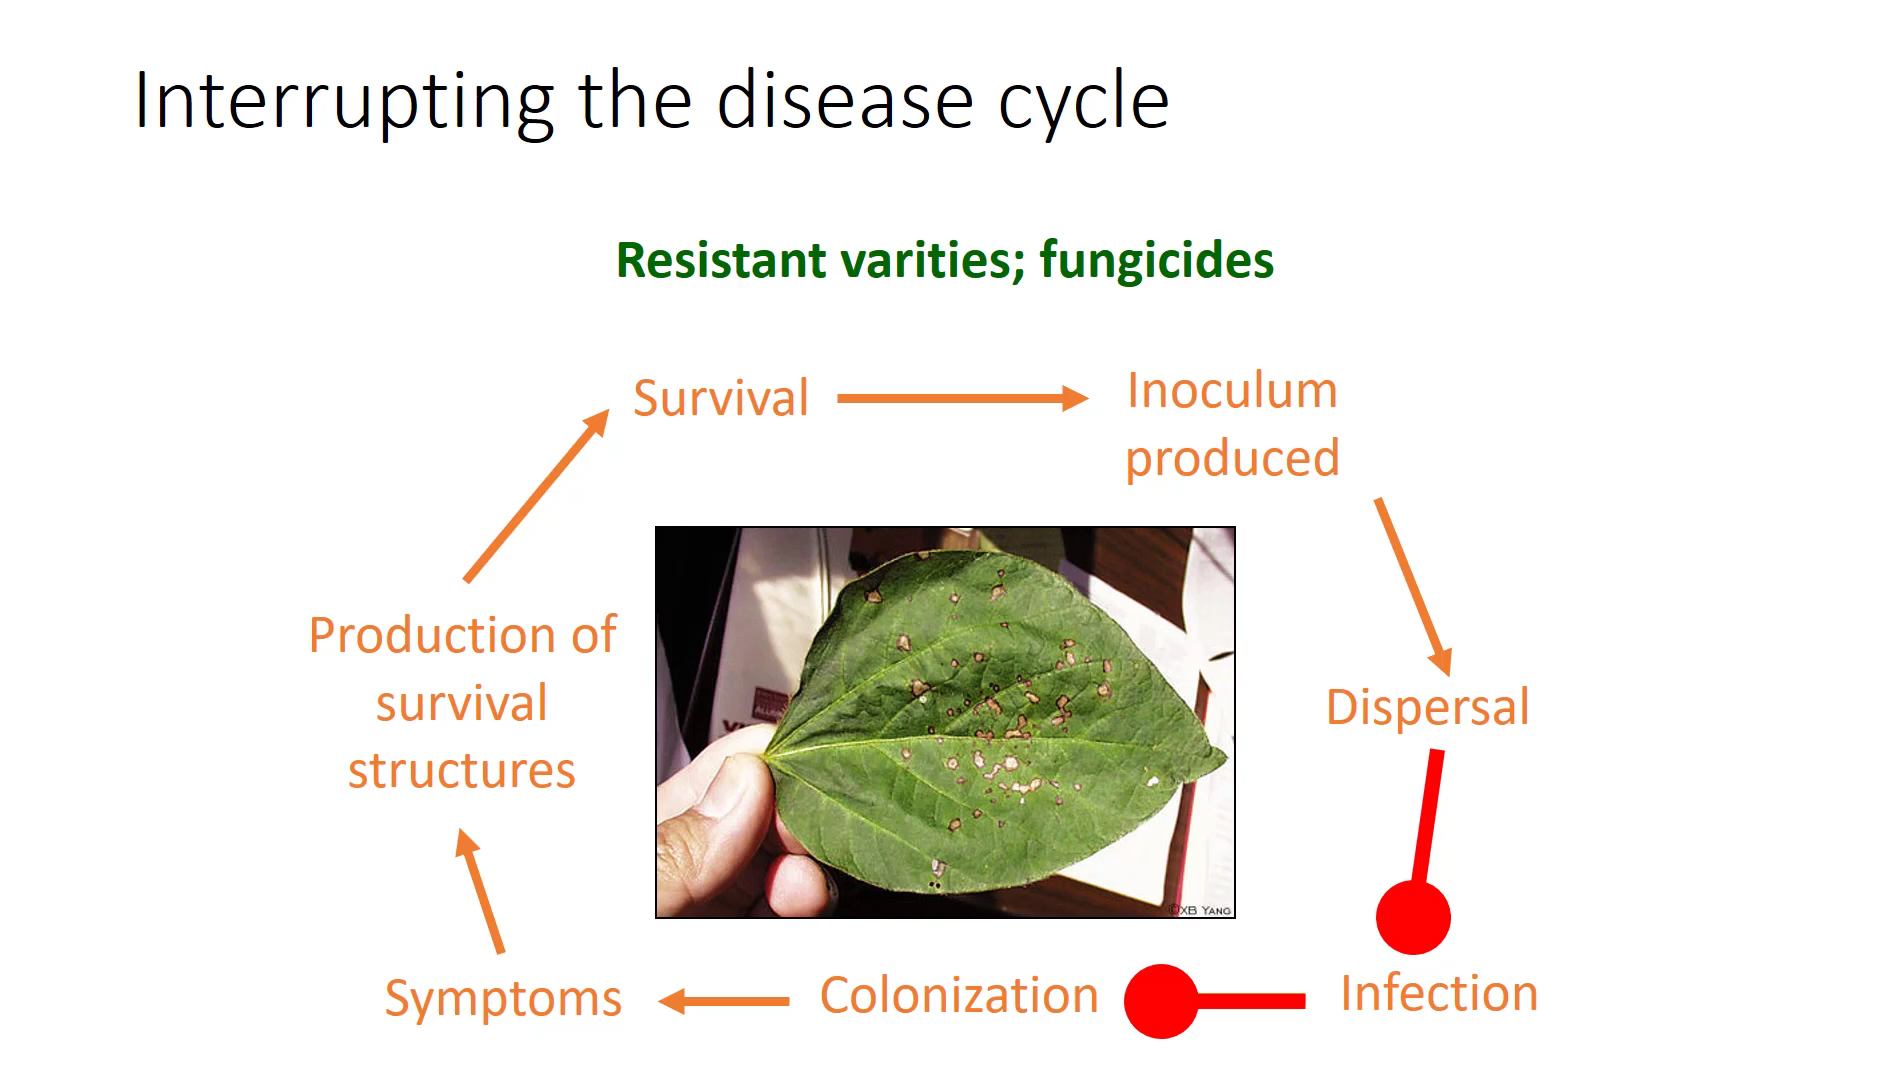 Interrupting the disease cycle
Resistant varities; fungicides
Survival
Inoculum
produced
Dispersal
Infection
Colonization
Symptoms
Production of
survival
structures
©XB YANG